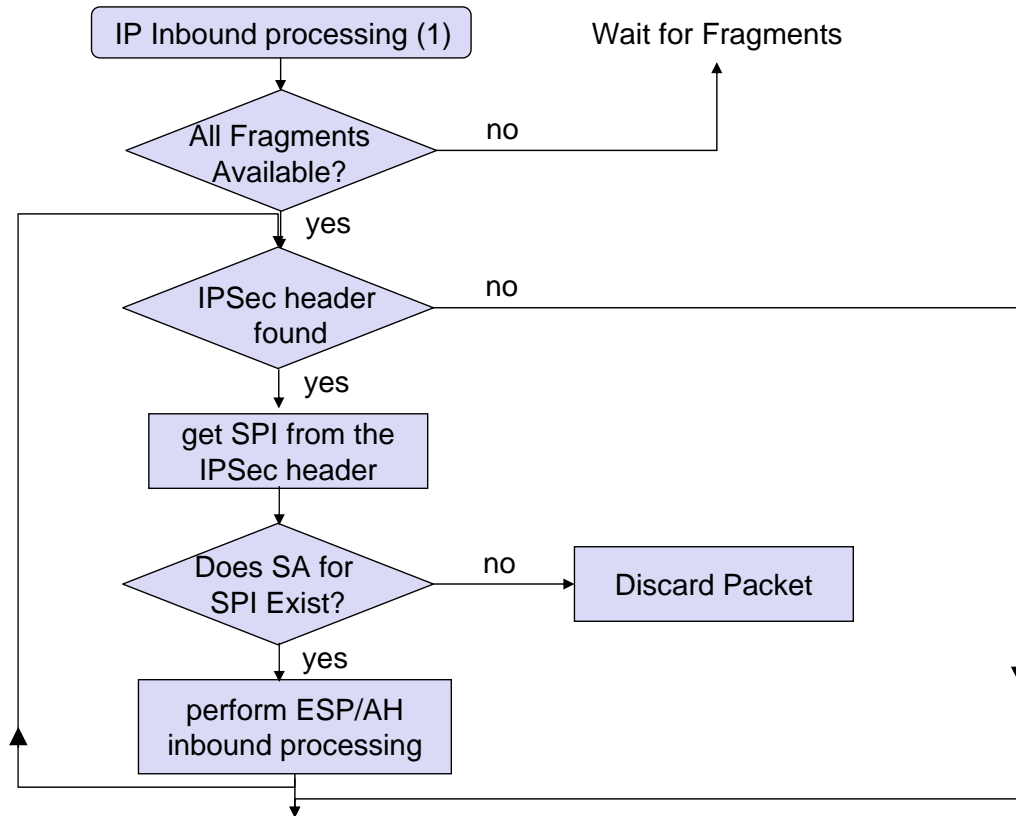 IP Inbound processing (1)
Wait for Fragments
All Fragments
Available?
no
yes
IPSec header
found
no
yes
get SPI from the
IPSec header
Does SA for
SPI Exist?
no
Discard Packet
yes
perform ESP/AH
inbound processing